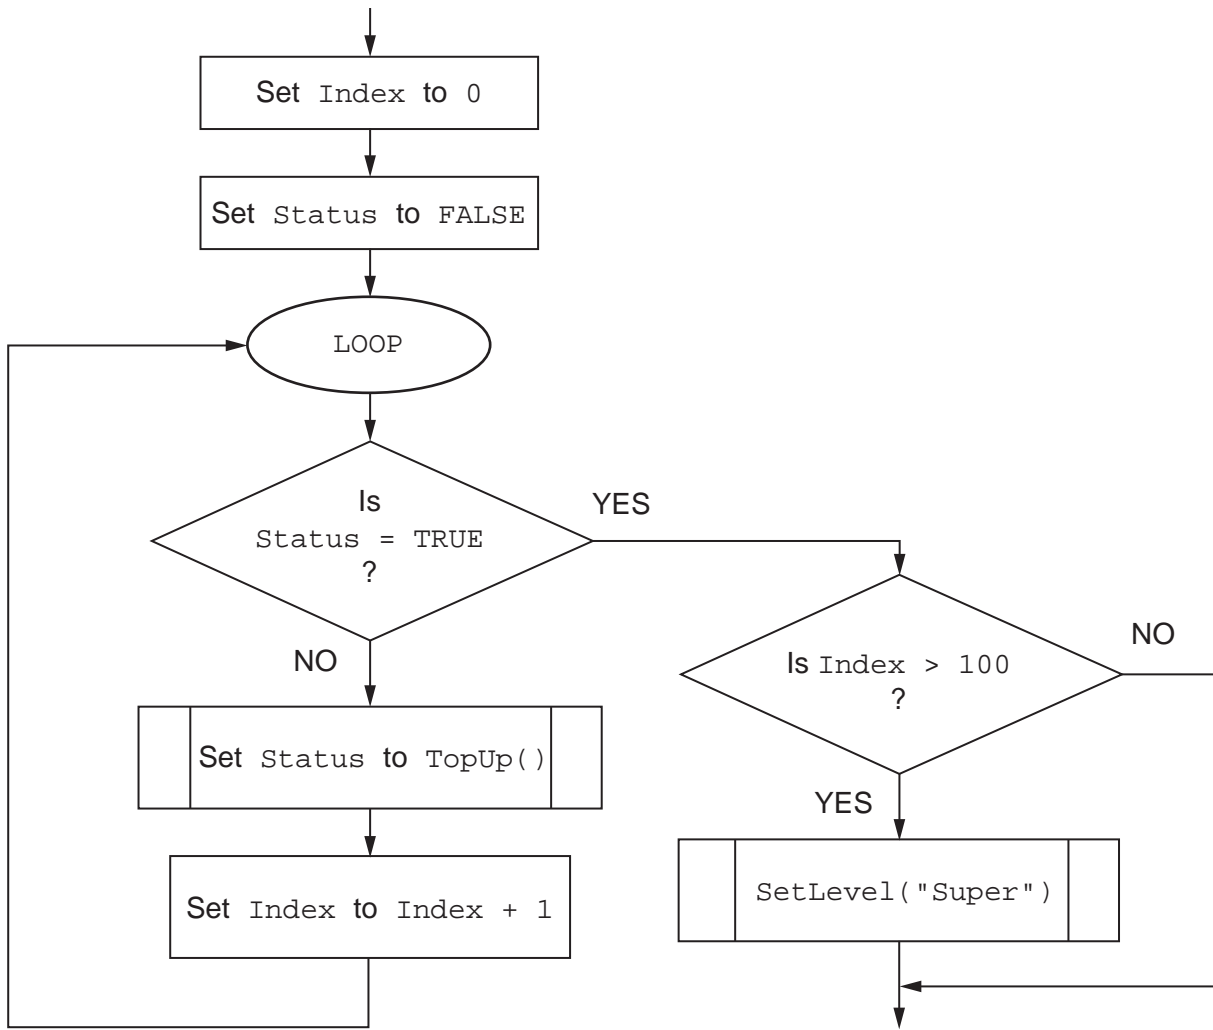 Set Index to 0
Set Status to FALSE
LOOP
Is
Status = TRUE
?
YES
NO
Set Status to TopUp()
Set Index to Index + 1
Is Index > 100
?
NO
YES
SetLevel("Super")